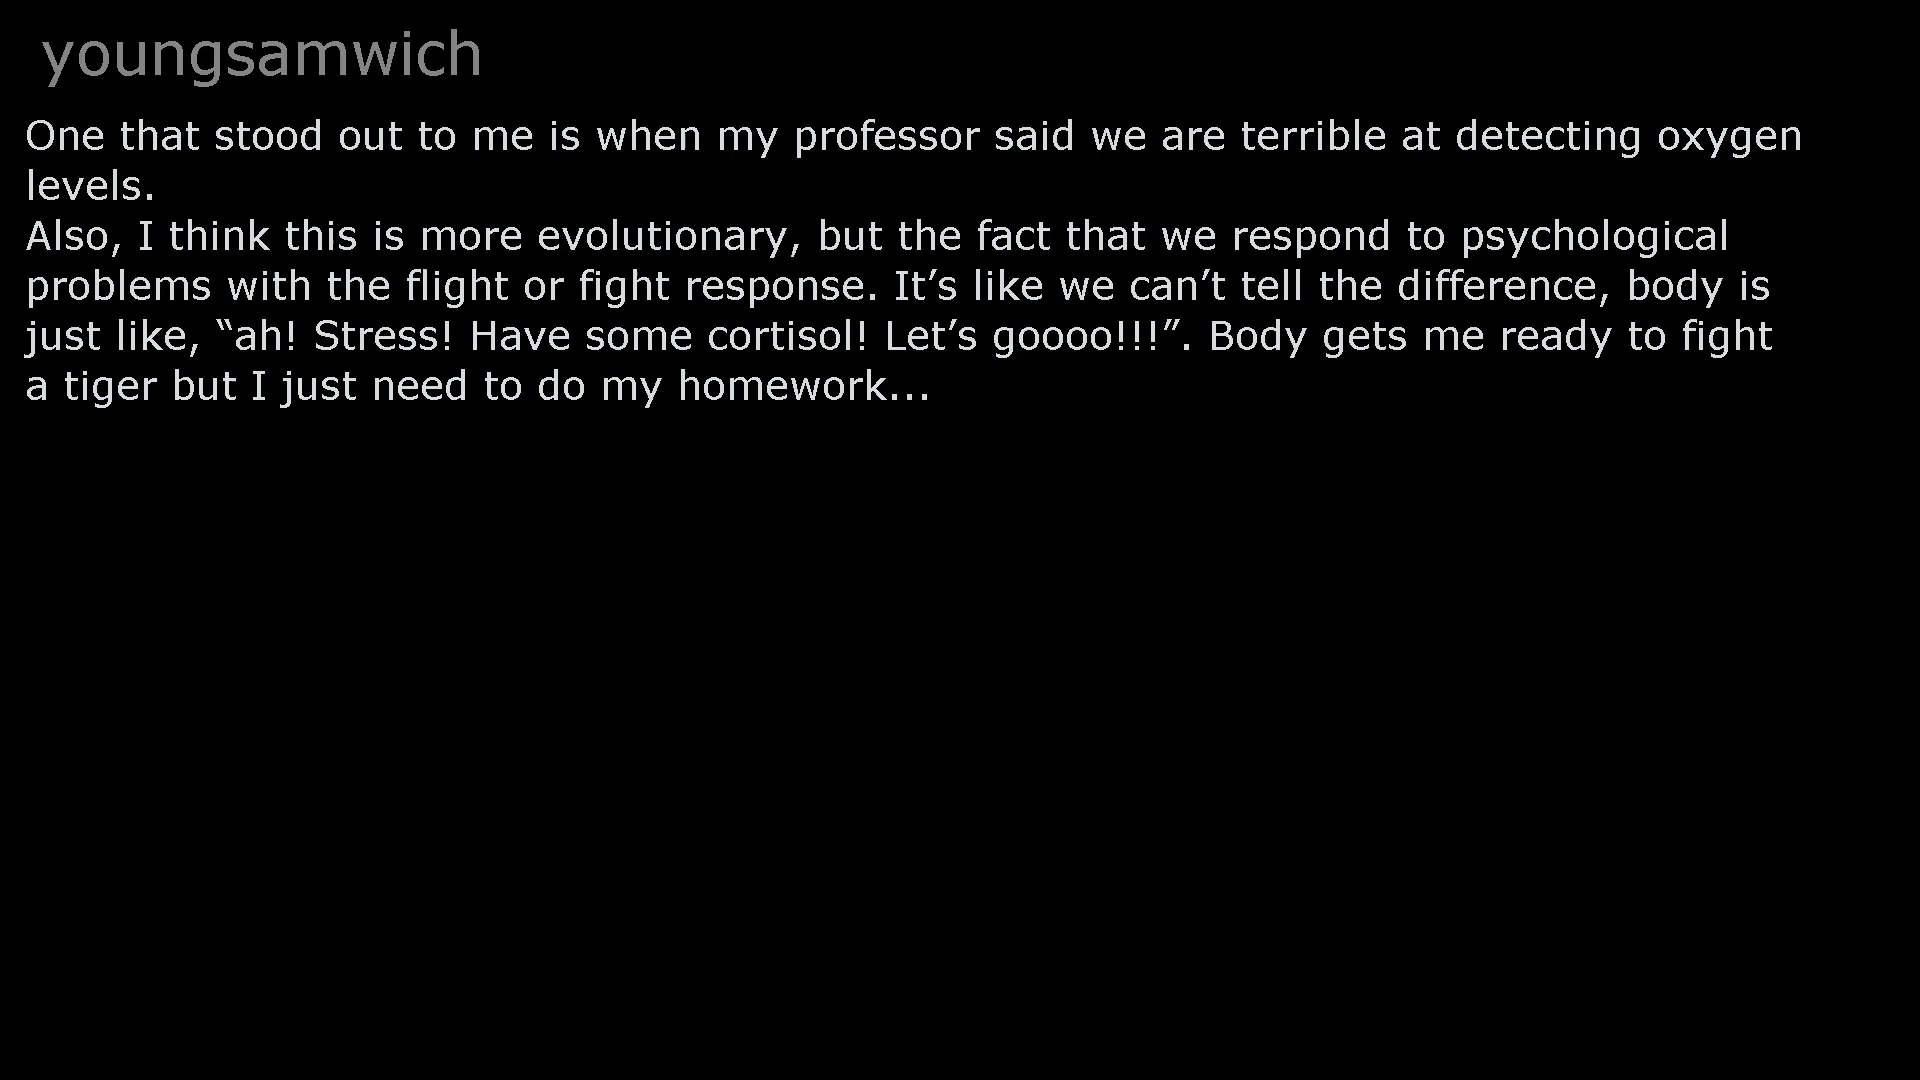 youngsamwich
One that stood out to me is when my professor said we are terrible at detecting oxygen
levels.
Also, I think this is more evolutionary, but the fact that we respond to psychological
problems with the flight or fight response. It’s like we can’t tell the difference, body is
just like, “ah! Stress! Have some cortisol! Let’s goooo!!!”. Body gets me ready to fight
a tiger but I just need to do my homework...